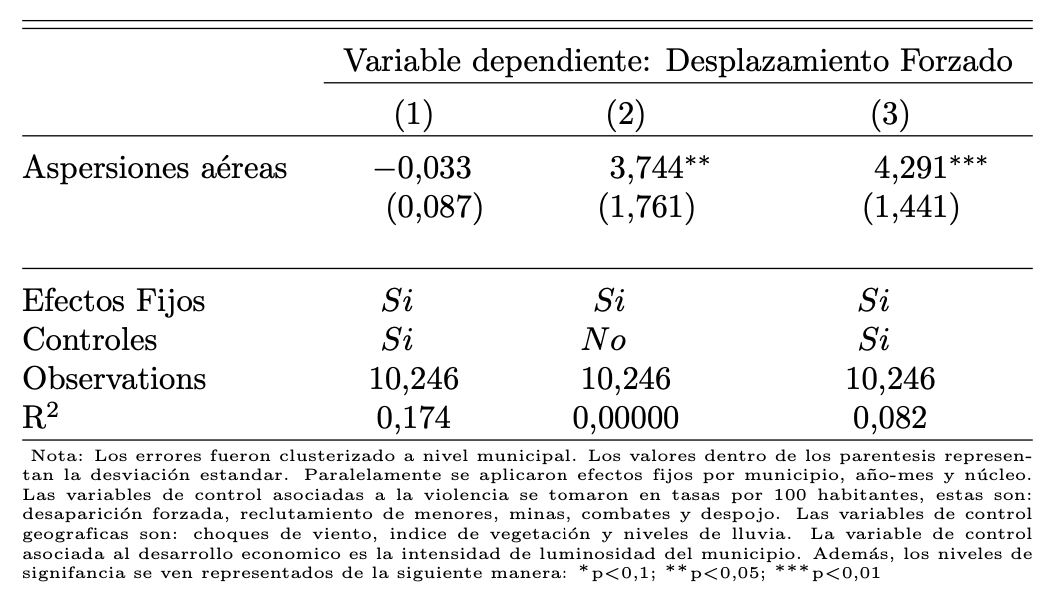 Variable dependiente: Desplazamiento Forzado
(1) (2) (3)
Aspersiones aéreas −0,033 3,744** 4,291***
(0,087) (1,761) (1,441)
Efectos Fijos Si Si Si
Controles Si No Si
Observations 10,246 10,246 10,246
R² 0,174 0,00000 0,082
Nota: Los errores fueron clusterizado a nivel municipal. Los valores dentro de los parentesis represen-
tan la desviación estandar. Paralelamente se aplicaron efectos fijos por municipio, año-mes y núcleo.
Las variables de control asociadas a la violencia se tomaron en tasas por 100 habitantes, estas son:
desaparición forzada, reclutamiento de menores, minas, combates y despojo. Las variables de control
geograficas son: choques de viento, indice de vegetación y niveles de lluvia. La variable de control
asociada al desarrollo economico es la intensidad de luminosidad del municipio. Además, los niveles de
signifancia se ven representados de la siguiente manera: *p<0,1; **p<0,05; ***p<0,01